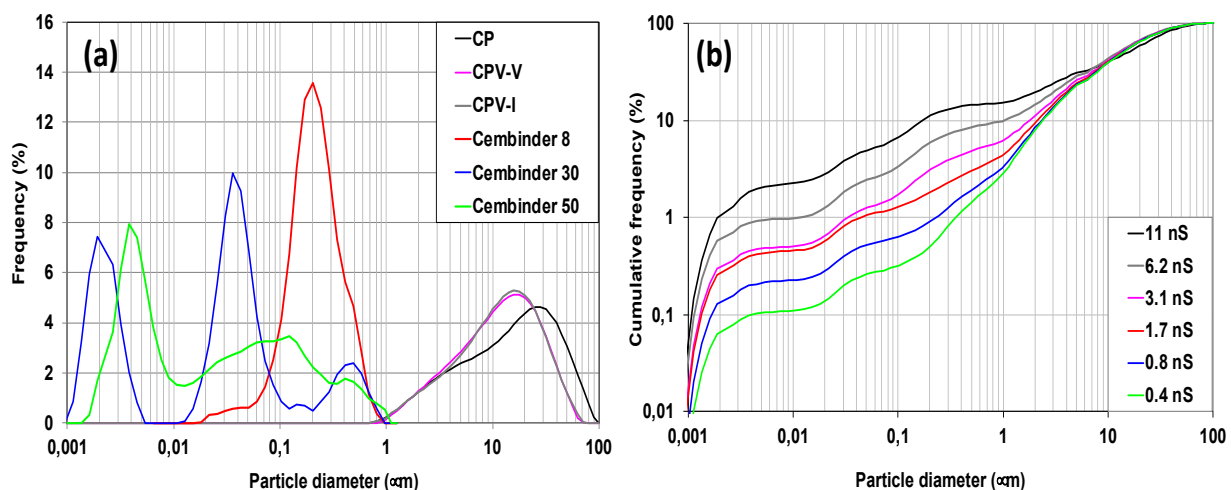 (a)
16
14
12
10
8
6
4
2
0
Frequency (%)
CP
CPV-V
CPV-I
Cembinder 8
Cembinder 30
Cembinder 50
0,001
0,01
0,1
1
10
100
Particle diameter (∝m)
(b)
100
10
1
0,1
0,01
Cumulative frequency (%)
11 nS
6.2 nS
3.1 nS
1.7 nS
0.8 nS
0.4 nS
0,001
0,01
0,1
1
10
100
Particle diameter (∝m)